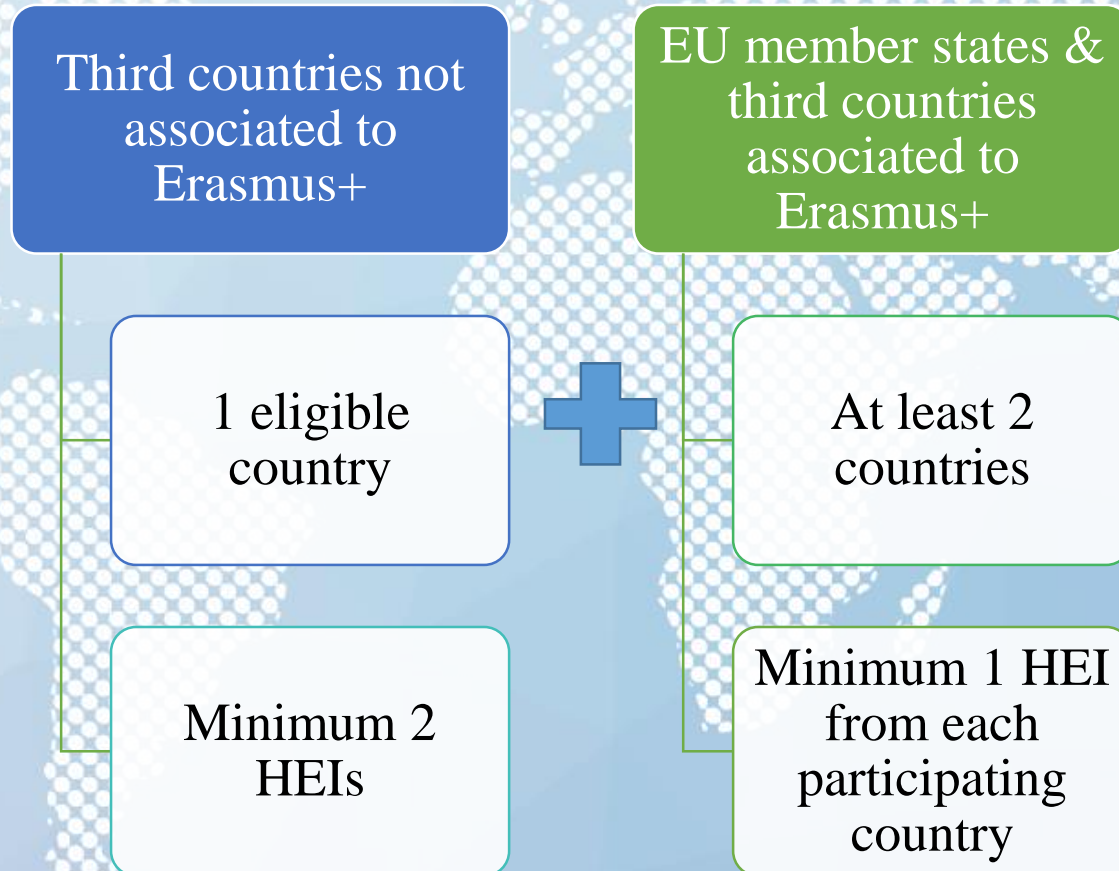 Third countries not
associated to
Erasmus+
1 eligible
country
Minimum 2
HEIs
EU member states &
third countries
associated to
Erasmus+
At least 2
countries
Minimum 1 HEI
from each
participating
country